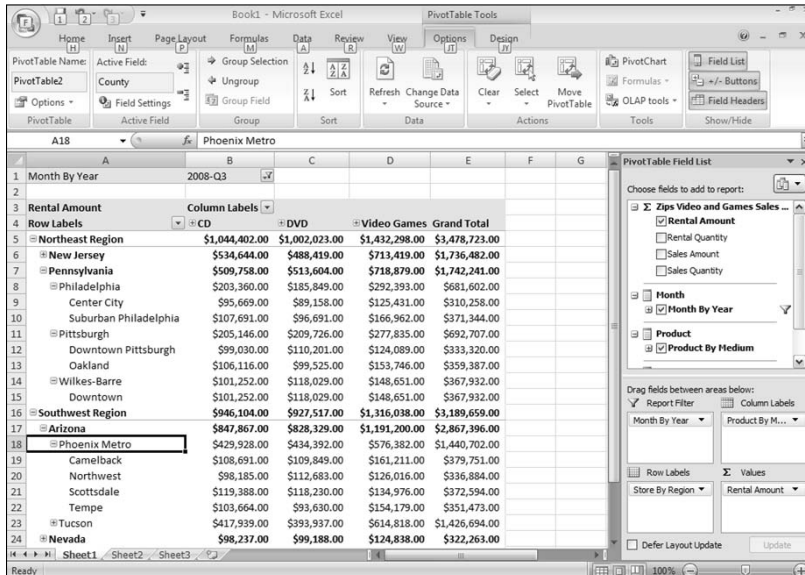 Book1 - Microsoft Excel
PivotTable Tools
F
1
2
3
Home Insert Page Layout Formulas Data Review View Options Design
H N P M A R W JT JY
PivotTable Name:
PivotTable2
Options
PivotTable
Active Field:
County
Field Settings
Active Field
Group Selection
Ungroup
Group Field
Group
Sort
Sort
Refresh
Change Data Source
Data
Clear
Select
Move PivotTable
Actions
PivotChart
Formulas
OLAP tools
Tools
Field List
+/- Buttons
Field Headers
Show/Hide
A18 fx Phoenix Metro
A B C D E F G
1 Month By Year 2008-Q3
2
3 Rental Amount Column Labels
4 Row Labels CD DVD Video Games Grand Total
5 Northeast Region $1,044,402.00 $1,002,023.00 $1,432,298.00 $3,478,723.00
6 New Jersey $534,644.00 $488,419.00 $713,419.00 $1,736,482.00
7 Pennsylvania $509,758.00 $513,604.00 $718,879.00 $1,742,241.00
8 Philadelphia $203,360.00 $185,849.00 $292,393.00 $681,602.00
9 Center City $95,669.00 $89,158.00 $125,431.00 $310,258.00
10 Suburban Philadelphia $107,691.00 $96,691.00 $166,962.00 $371,344.00
11 Pittsburgh $205,146.00 $209,726.00 $277,835.00 $692,707.00
12 Downtown Pittsburgh $99,030.00 $110,201.00 $124,089.00 $333,320.00
13 Oakland $106,116.00 $99,525.00 $153,746.00 $359,387.00
14 Wilkes-Barre $101,252.00 $118,029.00 $148,651.00 $367,932.00
15 Downtown $101,252.00 $118,029.00 $148,651.00 $367,932.00
16 Southwest Region $946,104.00 $927,517.00 $1,316,038.00 $3,189,659.00
17 Arizona $847,867.00 $828,329.00 $1,191,200.00 $2,867,396.00
18 Phoenix Metro $429,928.00 $434,392.00 $576,382.00 $1,440,702.00
19 Camelback $108,691.00 $109,849.00 $161,211.00 $379,751.00
20 Northwest $98,185.00 $112,683.00 $126,016.00 $336,884.00
21 Scottsdale $119,388.00 $118,230.00 $134,976.00 $372,594.00
22 Tempe $103,664.00 $93,630.00 $154,179.00 $351,473.00
23 Tucson $417,939.00 $393,937.00 $614,818.00 $1,426,694.00
24 Nevada $98,237.00 $99,188.00 $124,838.00 $322,263.00
PivotTable Field List
Choose fields to add to report:
Σ Zips Video and Games Sales ...
Rental Amount
Rental Quantity
Sales Amount
Sales Quantity
Month
Month By Year
Product
Product By Medium
Drag fields between areas below:
Report Filter Column Labels
Month By Year Product By M...
Row Labels Σ Values
Store By Region Rental Amount
Defer Layout Update Update
Sheet1 Sheet2 Sheet3
Ready 100%